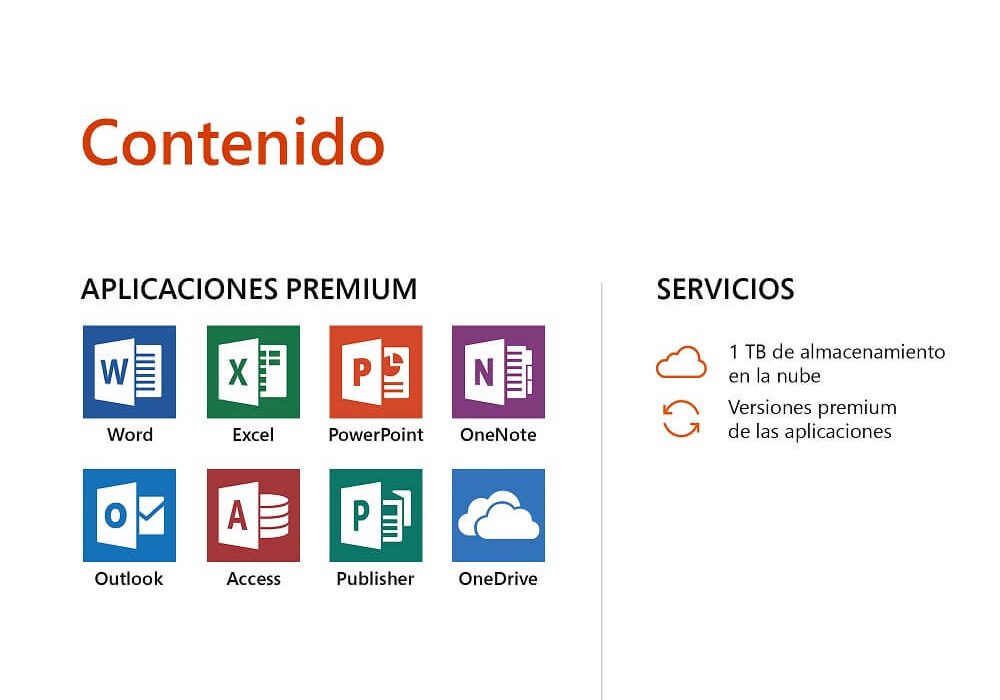 Contenido
APLICACIONES PREMIUM
W
X
P
N
Word
Excel
PowerPoint
OneNote
O
A
P
Outlook
Access
Publisher
OneDrive
SERVICIOS
1 TB de almacenamiento
en la nube
Versiones premium
de las aplicaciones